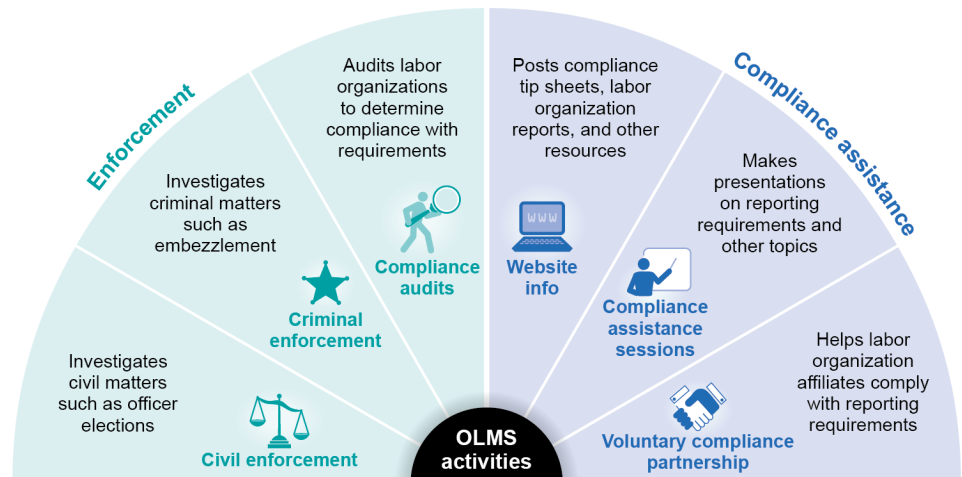 Enforcement
Compliance assistance
Investigates
civil matters
such as officer
elections
Civil enforcement
Investigates
criminal matters
such as
embezzlement
Criminal
enforcement
Audits labor
organizations
to determine
compliance with
requirements
Compliance
audits
Posts compliance
tip sheets, labor
organization
reports, and other
resources
WWW
Website
info
Makes
presentations
on reporting
requirements and
other topics
Compliance
assistance
sessions
Helps labor
organization
affiliates comply
with reporting
requirements
Voluntary compliance
partnership
OLMS
activities